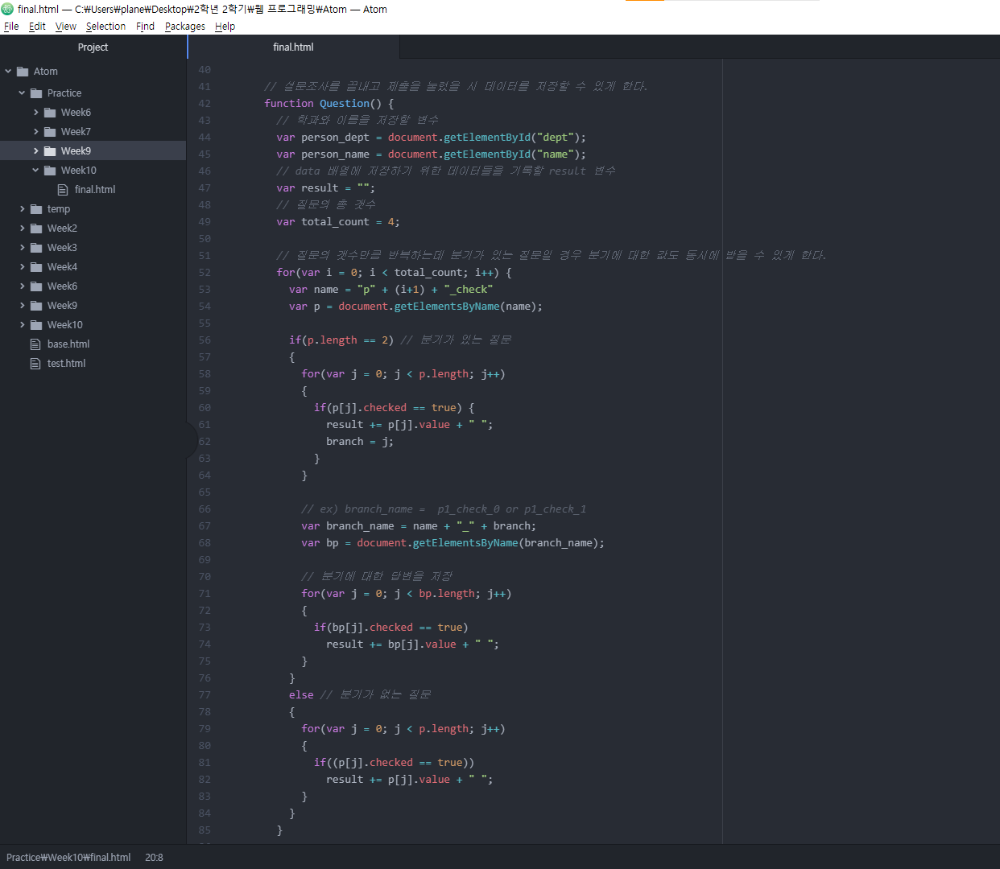 final.html — C:₩Users₩plane₩Desktop₩2학년 2학기₩웹 프로그래밍₩Atom — Atom
File Edit View Selection Find Packages Help
Project
Atom
Practice
Week6
Week7
Week9
Week10
final.html
temp
Week2
Week3
Week4
Week6
Week9
Week10
base.html
test.html
final.html
40
41 // 설문조사를 끝내고 제출을 눌렀을 시 데이터를 저장할 수 있게 한다.
42 function Question() {
43 // 학과와 이름을 저장할 변수
44 var person_dept = document.getElementById("dept");
45 var person_name = document.getElementById("name");
46 // data 배열에 저장하기 위한 데이터들을 기록할 result 변수
47 var result = "";
48 // 질문의 총 갯수
49 var total_count = 4;
50
51 // 질문의 갯수만큼 반복하는데 분기가 있는 질문일 경우 분기에 대한 값도 동시에 받을 수 있게 한다.
52 for(var i = 0; i < total_count; i++) {
53 var name = "p" + (i+1) + "_check"
54 var p = document.getElementsByName(name);
55
56 if(p.length == 2) // 분기가 있는 질문
57 {
58 for(var j = 0; j < p.length; j++)
59 {
60 if(p[j].checked == true) {
61 result += p[j].value + " ";
62 branch = j;
63 }
64 }
65
66 // ex) branch_name =  p1_check_0 or p1_check_1
67 var branch_name = name + "_" + branch;
68 var bp = document.getElementsByName(branch_name);
69
70 // 분기에 대한 답변을 저장
71 for(var j = 0; j < bp.length; j++)
72 {
73 if(bp[j].checked == true)
74 result += bp[j].value + " ";
75 }
76 }
77 else // 분기가 없는 질문
78 {
79 for(var j = 0; j < p.length; j++)
80 {
81 if((p[j].checked == true))
82 result += p[j].value + " ";
83 }
84 }
85 }
Practice₩Week10₩final.html 20:8